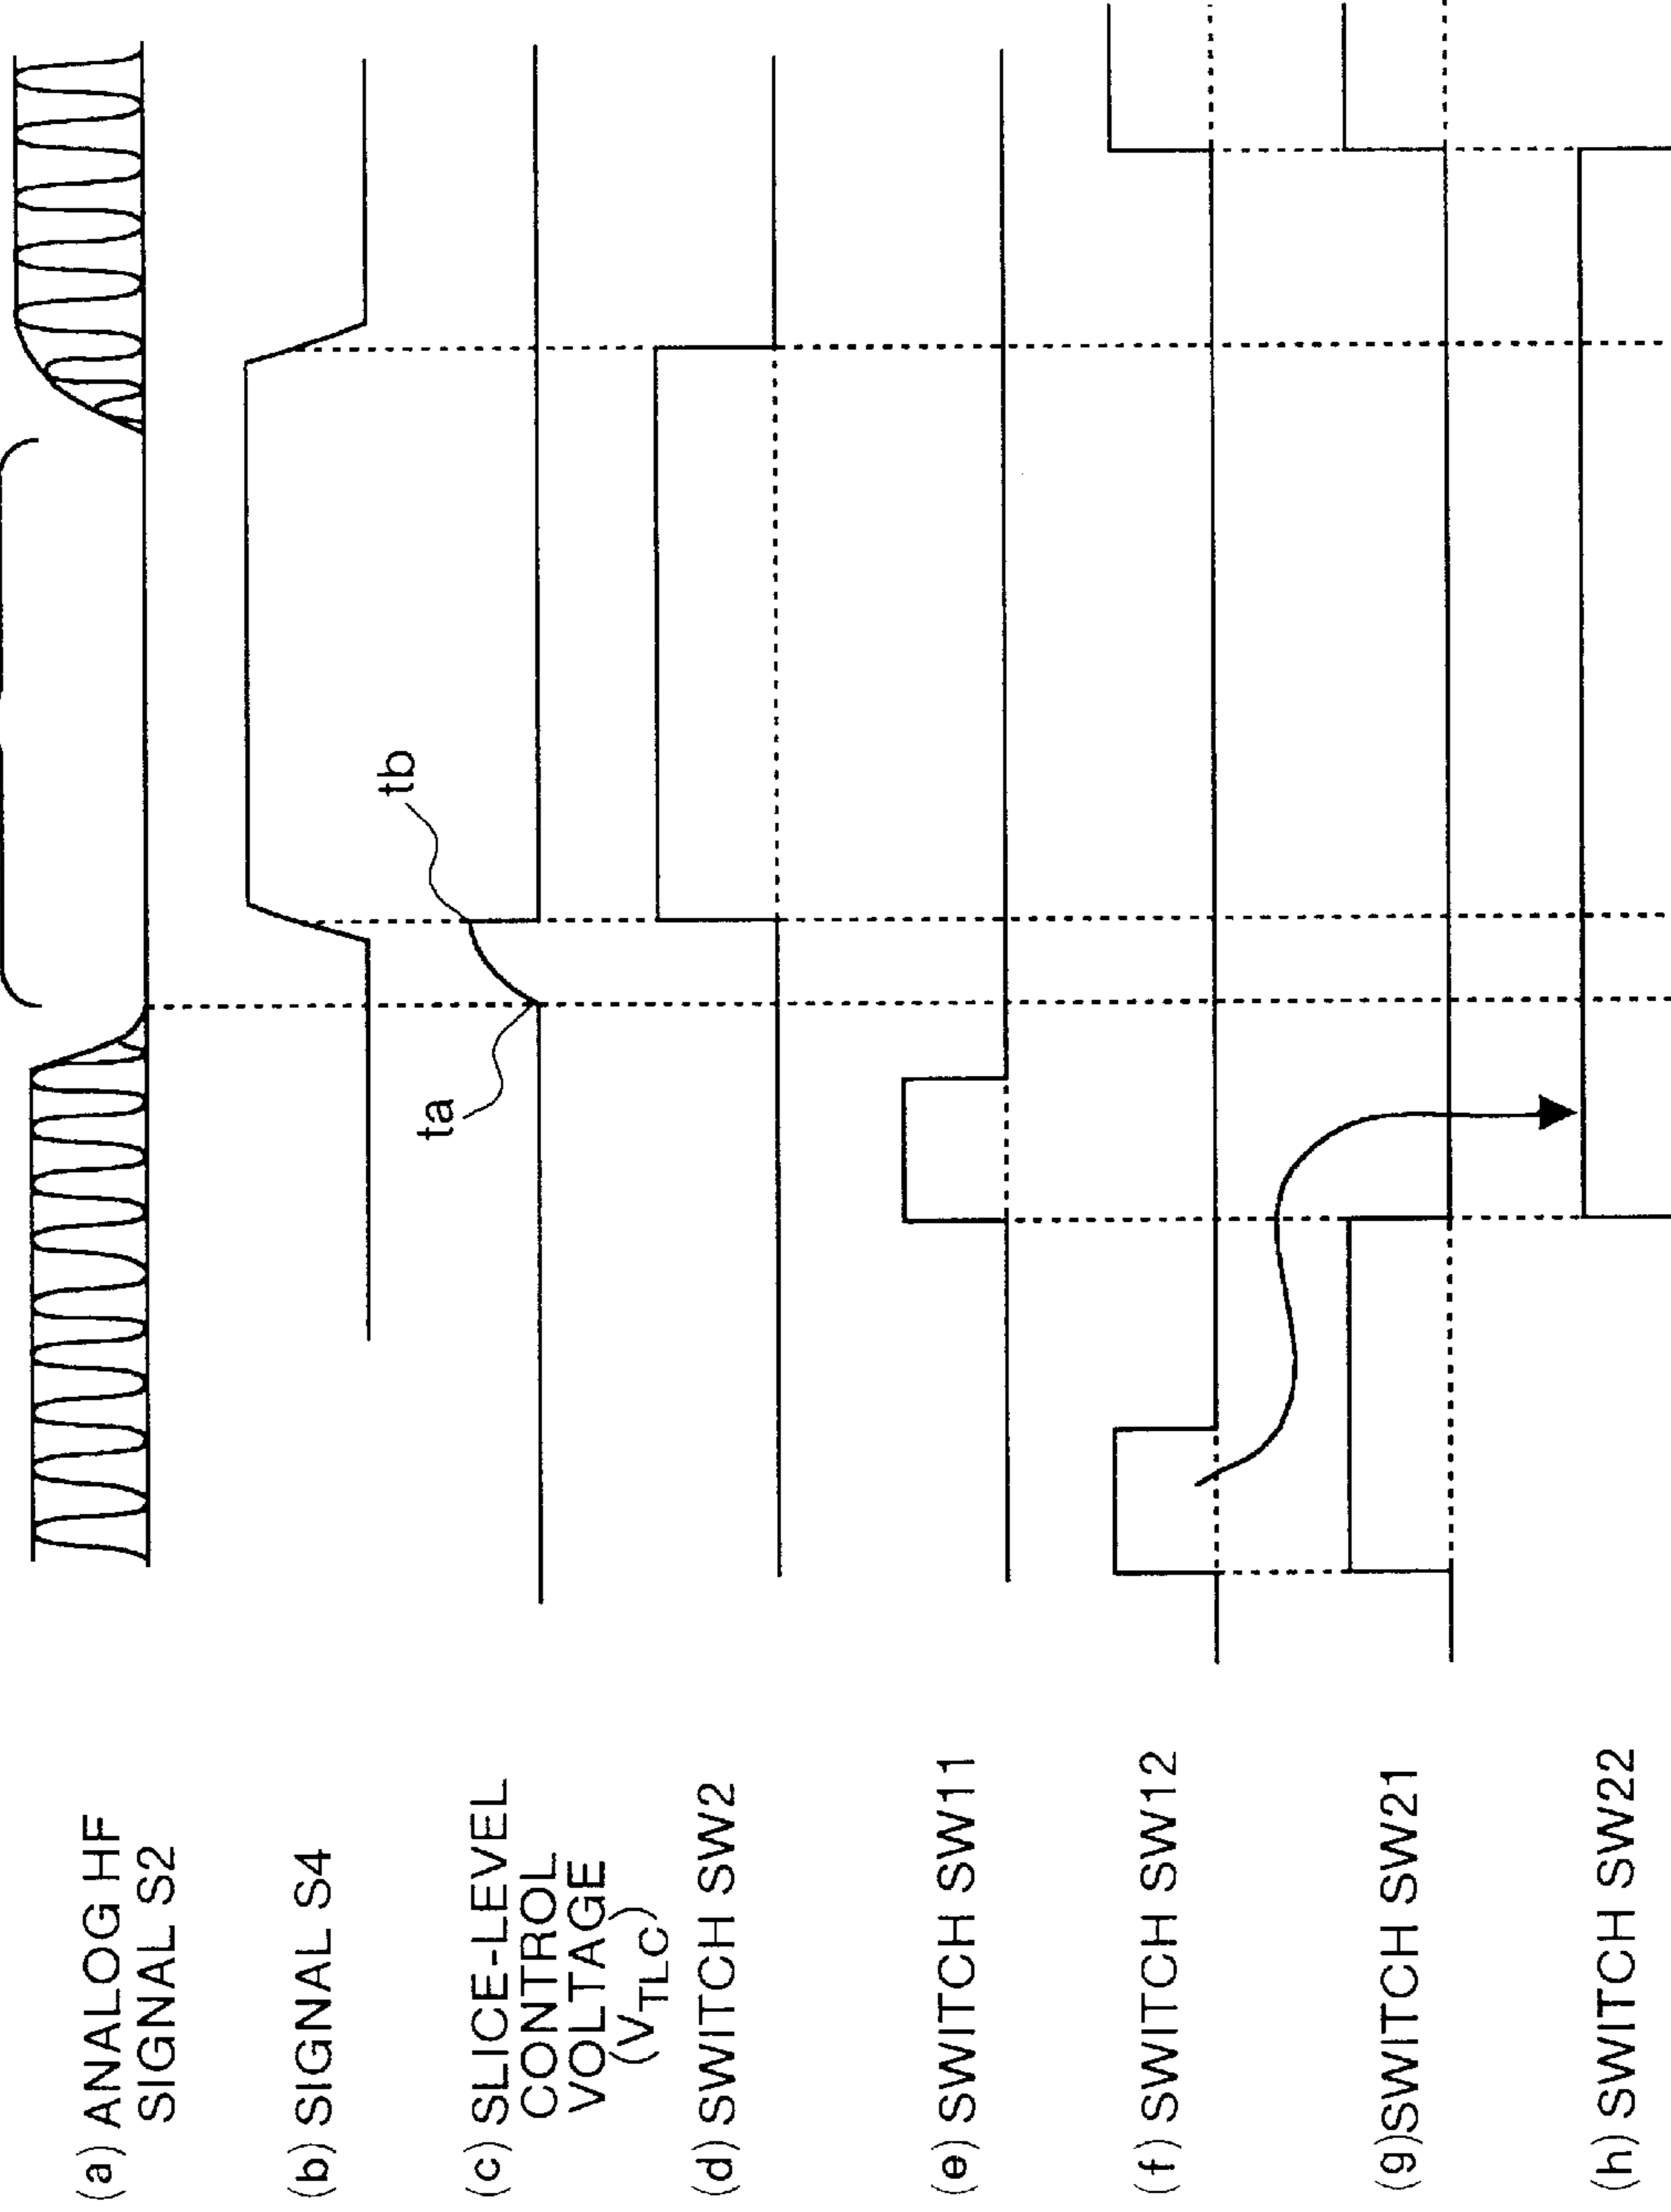 (a) ANALOG HF
SIGNAL S2
(b) SIGNAL S4
(c) SLICE-LEVEL
CONTROL
VOLTAGE
(VTLC)
ta
tb
(d) SWITCH SW2
(e) SWITCH SW11
(f) SWITCH SW12
(g)SWITCH SW21
(h) SWITCH SW22